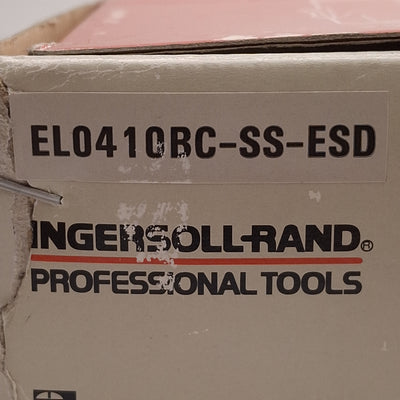 EL0410BC-SS-ESD
INGERSOLL-RAND®
PROFESSIONAL TOOLS